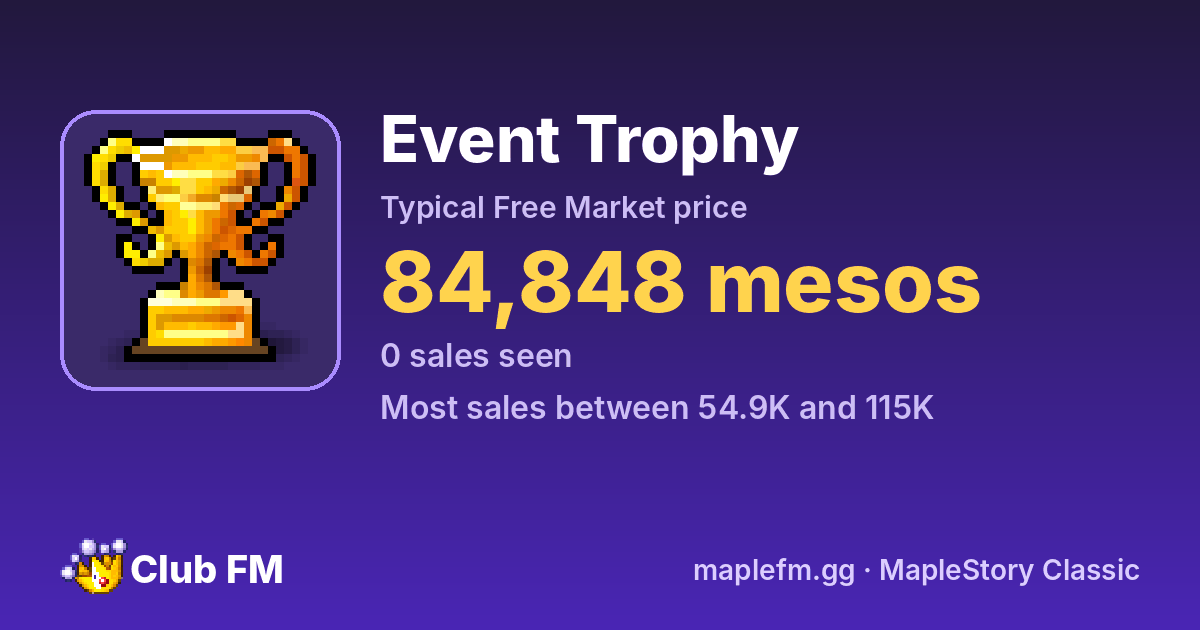 Event Trophy
Typical Free Market price
84,848 mesos
0 sales seen
Most sales between 54.9K and 115K
Club FM
maplefm.gg · MapleStory Classic